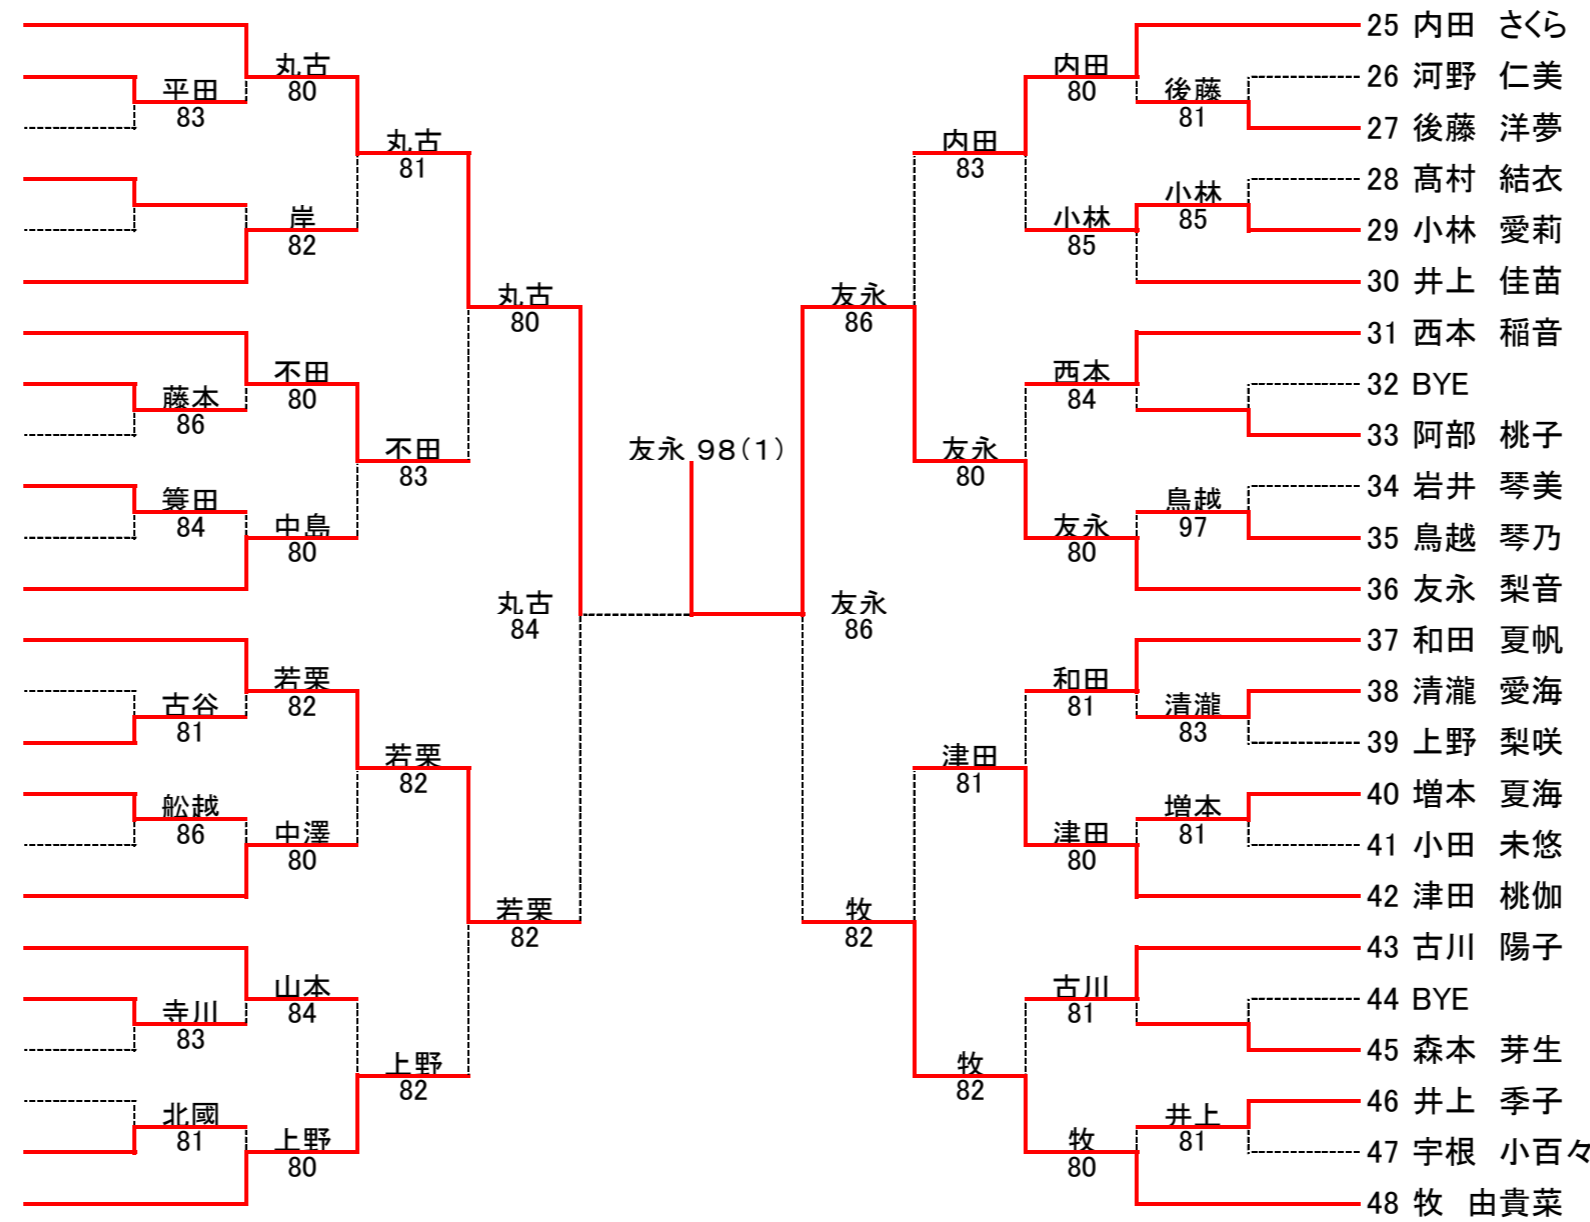 平田
83
丸古
80
丸古
81
岸
82
丸古
80
藤本
86
不田
80
不田
83
簑田
84
中島
80
丸古
84
古谷
81
若栗
82
若栗
82
舩越
86
中澤
80
若栗
82
寺川
83
山本
84
上野
82
北國
81
上野
80
友永 98(1)
友永
86
友永
86
内田
83
内田
80
後藤
81
小林
85
小林
85
友永
80
西本
84
友永
80
鳥越
97
牧
82
津田
81
和田
81
清瀧
83
津田
80
増本
81
牧
82
古川
81
牧
80
井上
81
25 内田 さくら
26 河野 仁美
27 後藤 洋夢
28 髙村 結衣
29 小林 愛莉
30 井上 佳苗
31 西本 稲音
32 BYE
33 阿部 桃子
34 岩井 琴美
35 鳥越 琴乃
36 友永 梨音
37 和田 夏帆
38 清瀧 愛海
39 上野 梨咲
40 増本 夏海
41 小田 未悠
42 津田 桃伽
43 古川 陽子
44 BYE
45 森本 芽生
46 井上 季子
47 宇根 小百々
48 牧 由貴菜